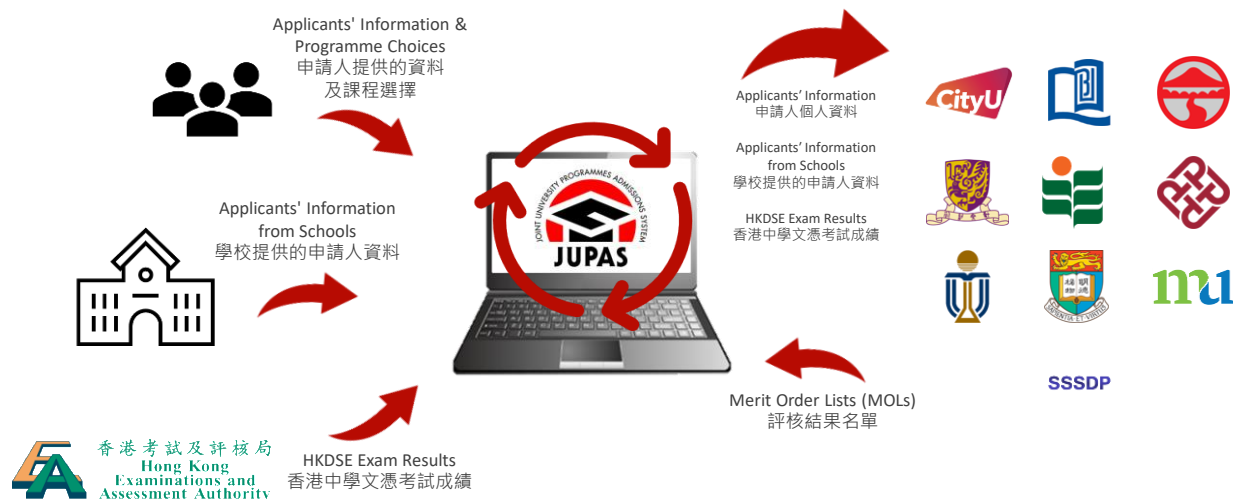 Applicants' Information &
Programme Choices
申請人提供的資料
及課程選擇
Applicants' Information
from Schools
學校提供的申請人資料
香港考試及評核局
Hong Kong
Examinations and
Assessment Authority
HKDSE Exam Results
香港中學文憑考試成績
JOINT UNIVERSITY PROGRAMMES ADMISSIONS SYSTEM
JUPAS
Applicants' Information
申請人個人資料
Applicants' Information
from Schools
學校提供的申請人資料
HKDSE Exam Results
香港中學文憑考試成績
Merit Order Lists (MOLs)
評核結果名單
CityU
SAPIENTIA ET VIRTUS
mu
SSSDP